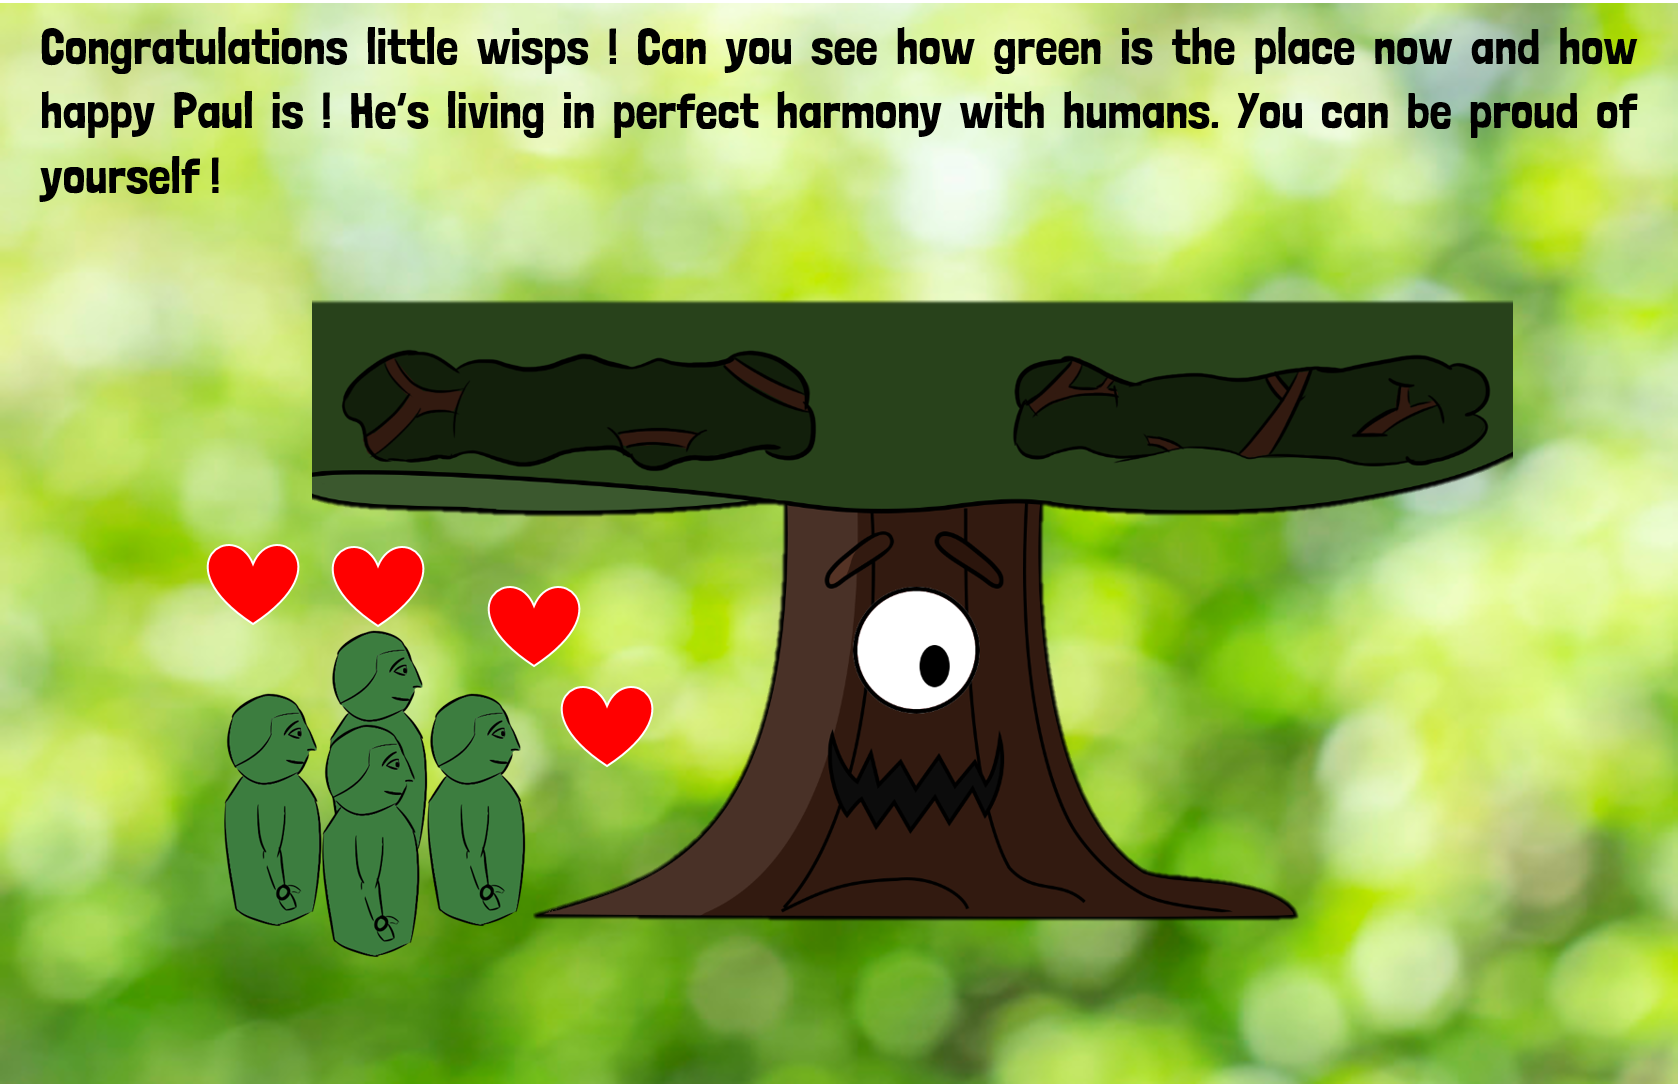 Congratulations little wisps ! Can you see how green is the place now and how
happy Paul is ! He's living in perfect harmony with humans. You can be proud of
yourself !